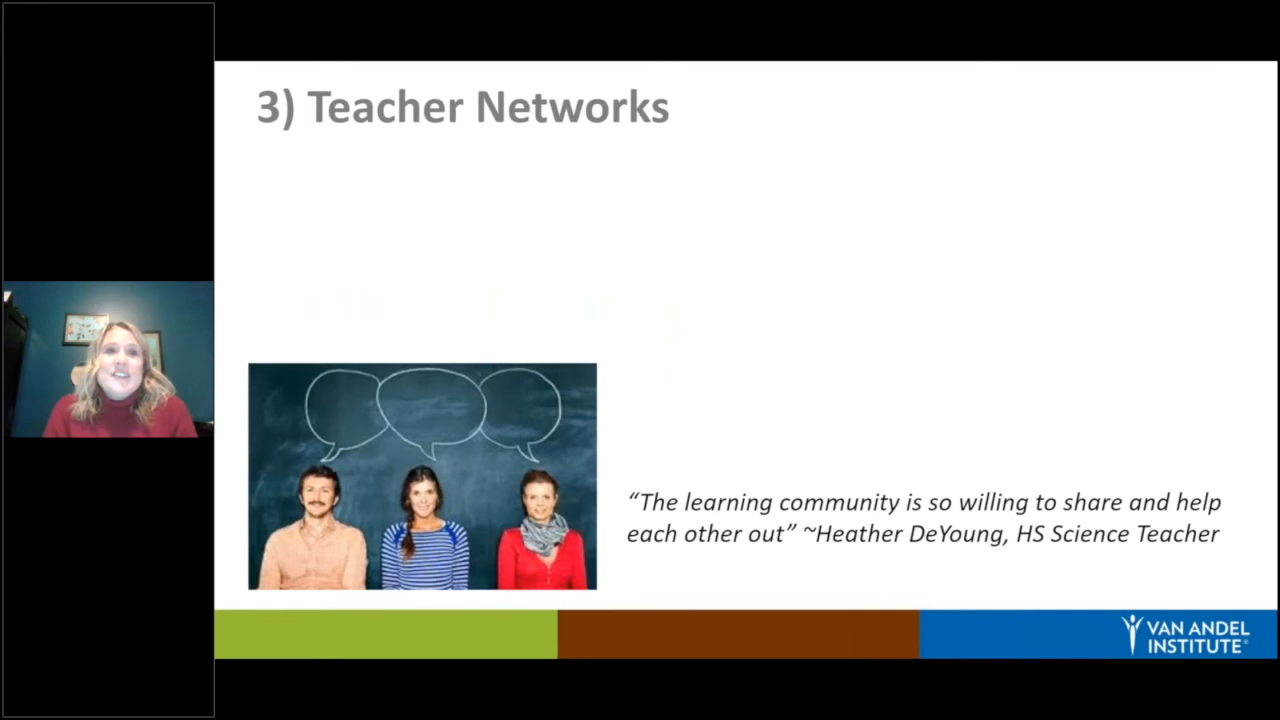 3) Teacher Networks
“The learning community is so willing to share and help
each other out” ~Heather DeYoung, HS Science Teacher
VAN ANDEL
INSTITUTE®